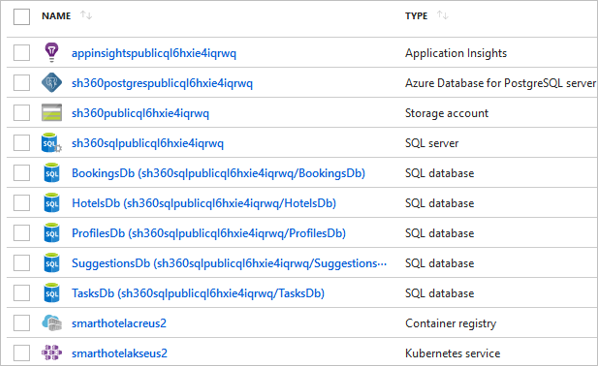 NAME TYPE
appinsightspublicql6hxie4iqrwq Application Insights
sh360postgrespublicql6hxie4iqrwq Azure Database for PostgreSQL server
sh360publicql6hxie4iqrwq Storage account
sh360sqlpublicql6hxie4iqrwq SQL server
BookingsDb (sh360sqlpublicql6hxie4iqrwq/BookingsDb) SQL database
HotelsDb (sh360sqlpublicql6hxie4iqrwq/HotelsDb) SQL database
ProfilesDb (sh360sqlpublicql6hxie4iqrwq/ProfilesDb) SQL database
SuggestionsDb (sh360sqlpublicql6hxie4iqrwq/Suggestions··· SQL database
TasksDb (sh360sqlpublicql6hxie4iqrwq/TasksDb) SQL database
smarthotelacreus2 Container registry
smarthotelakseus2 Kubernetes service